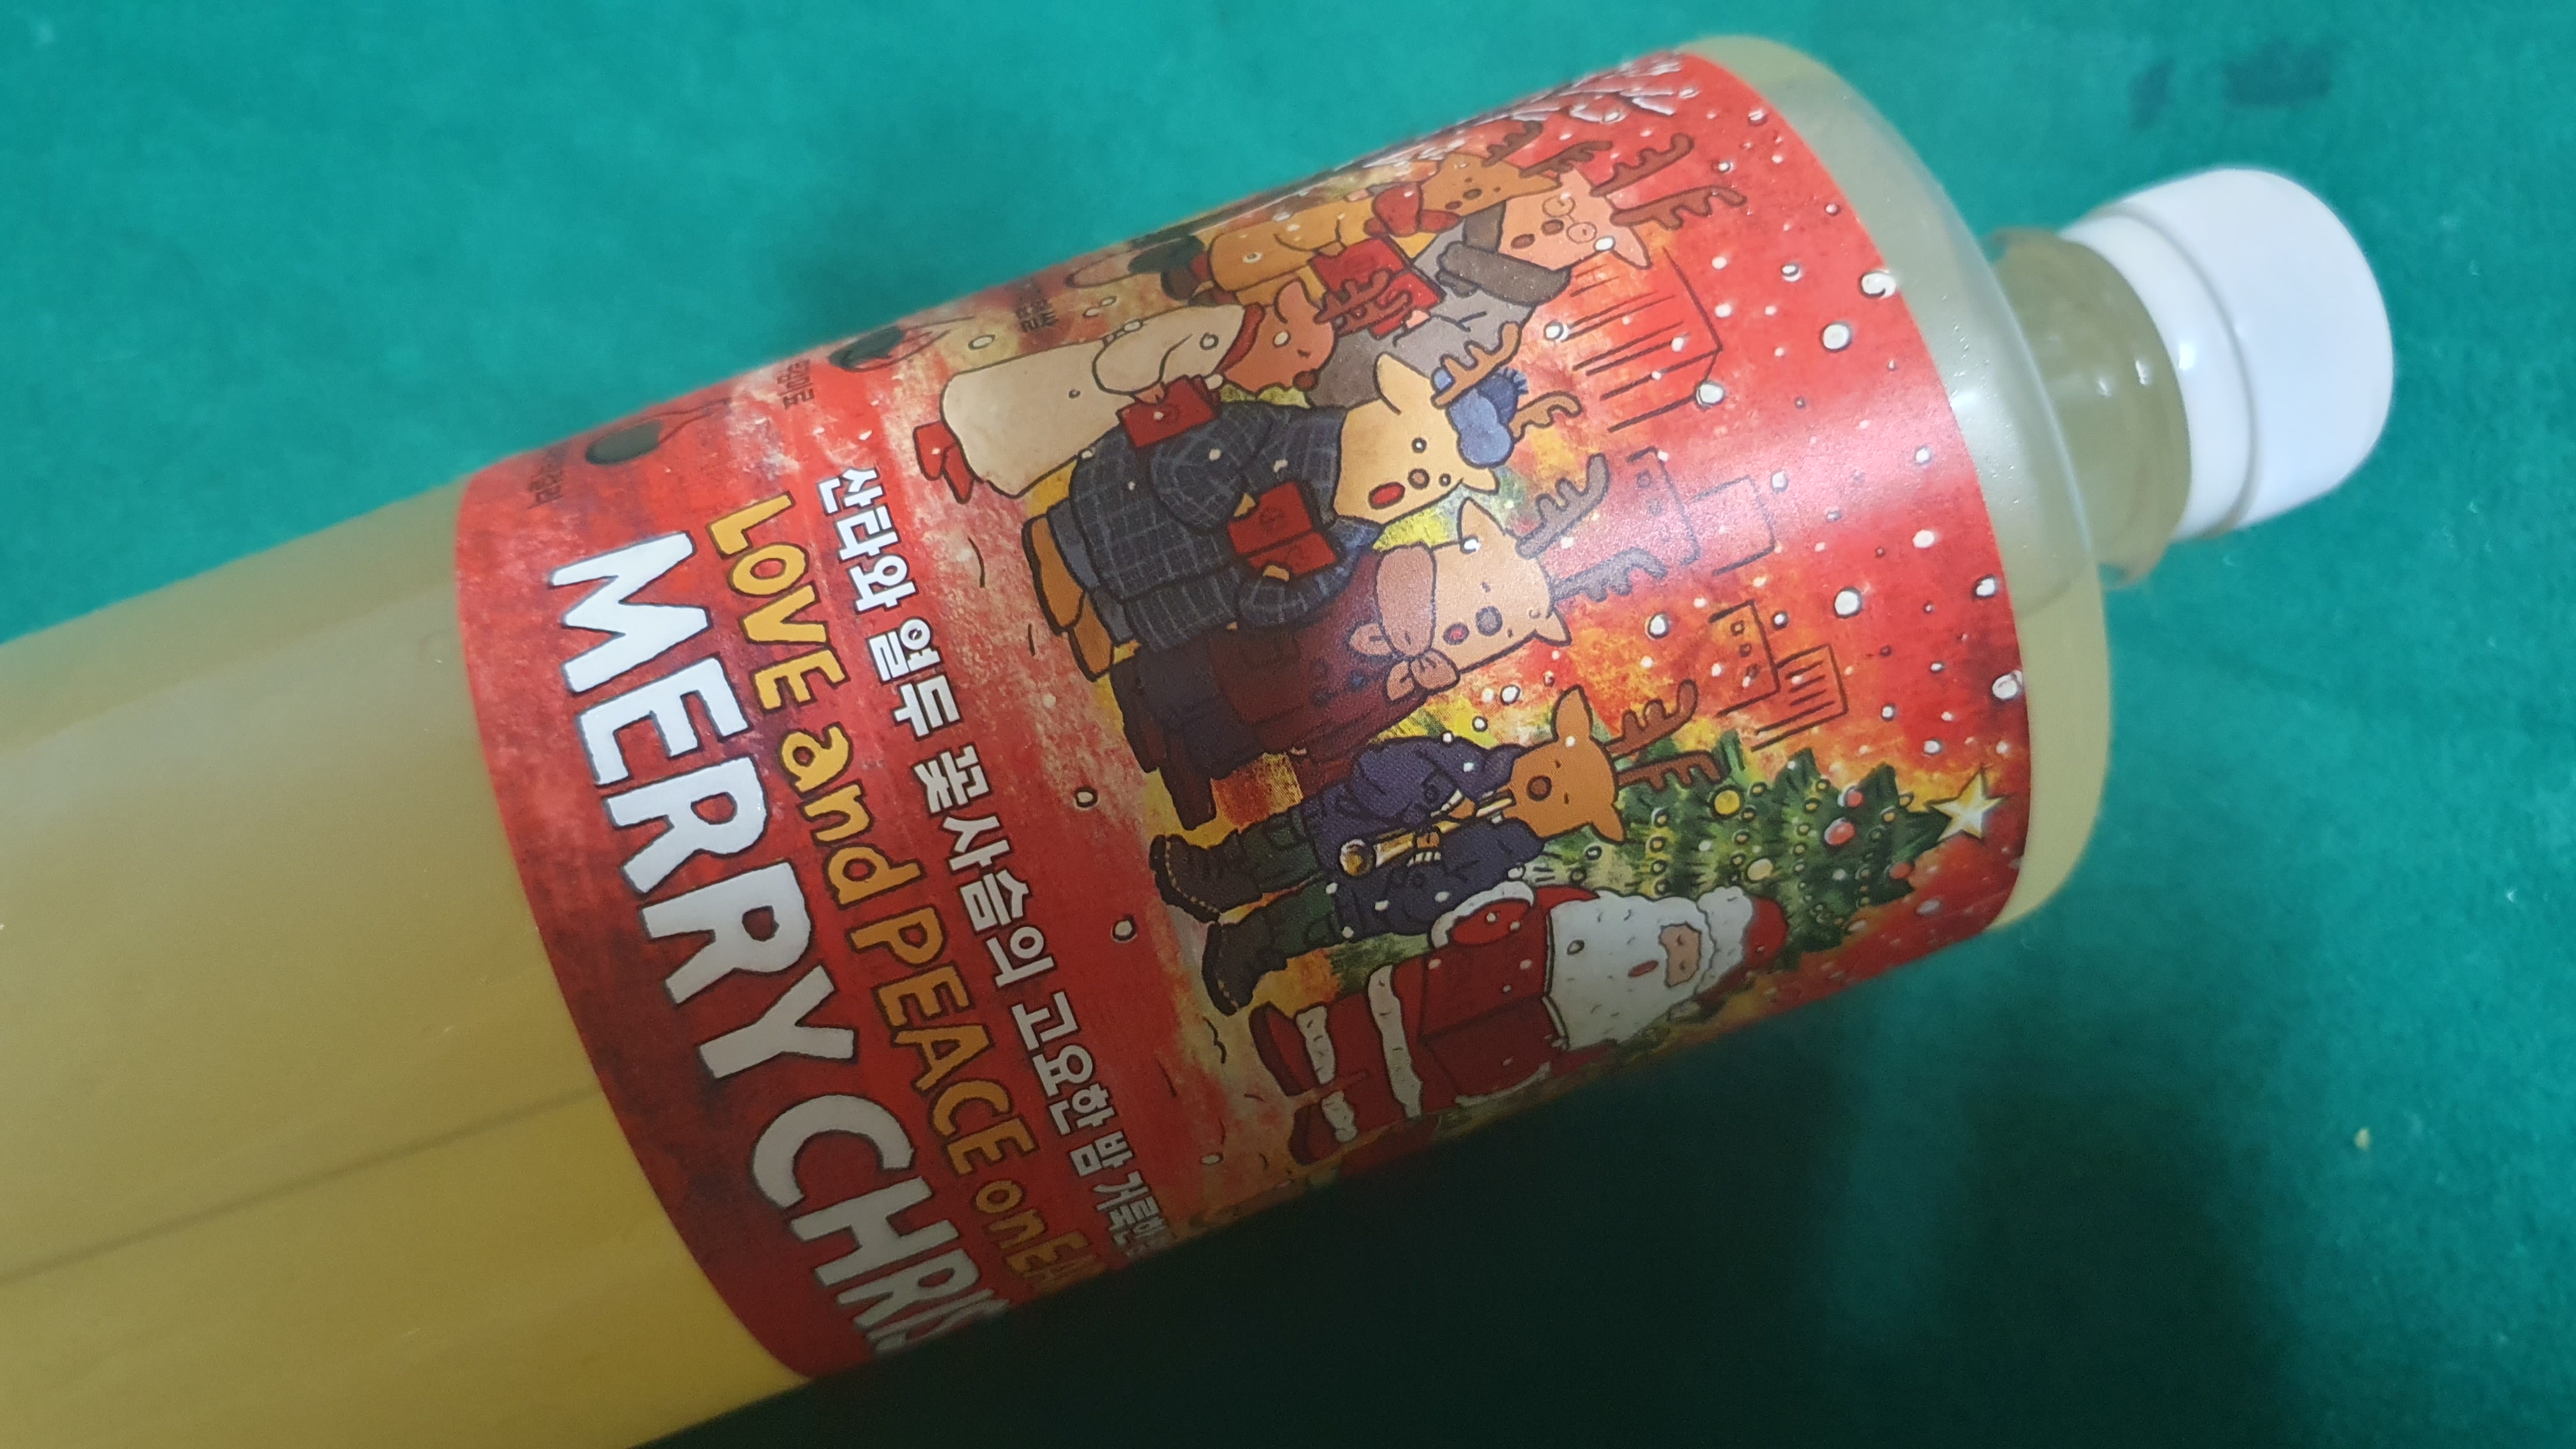 산타와 열두 꽃사슴의 고요한 밤 거룩한
LOVE and PEACE on EA
MERRY CHRIS